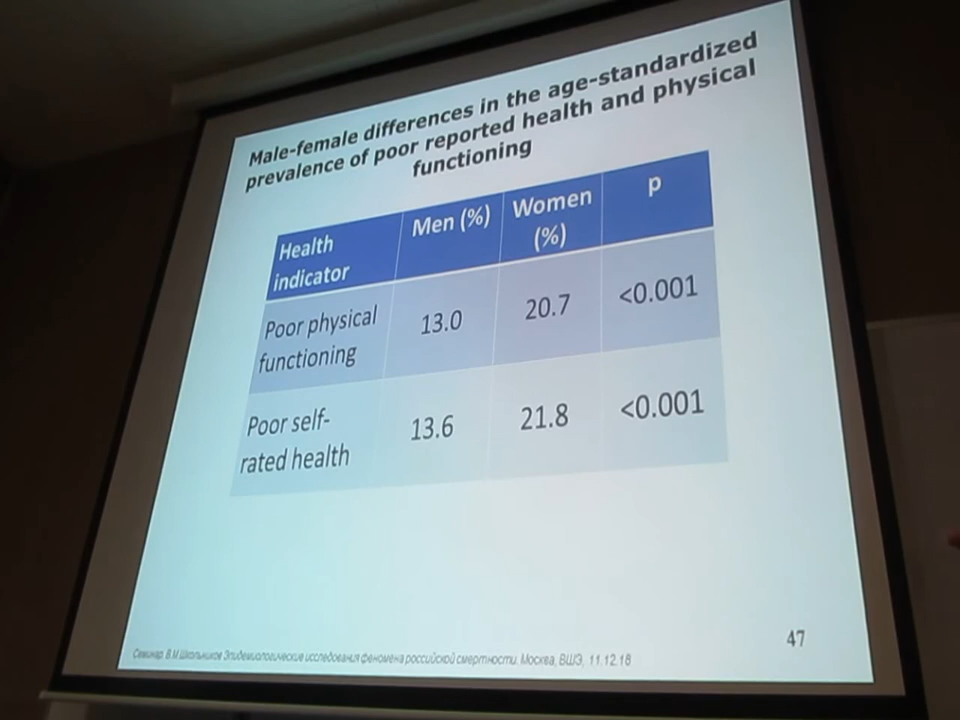 Male-female differences in the age-standardized
prevalence of poor reported health and physical
functioning
Health indicator Men (%) Women (%) p
Poor physical functioning 13.0 20.7 <0.001
Poor self-rated health 13.6 21.8 <0.001
47
Семинар В.М.Школьников Эпидемиологические исследования феномена российской смертности. Москва, ВШЭ, 11.12.18